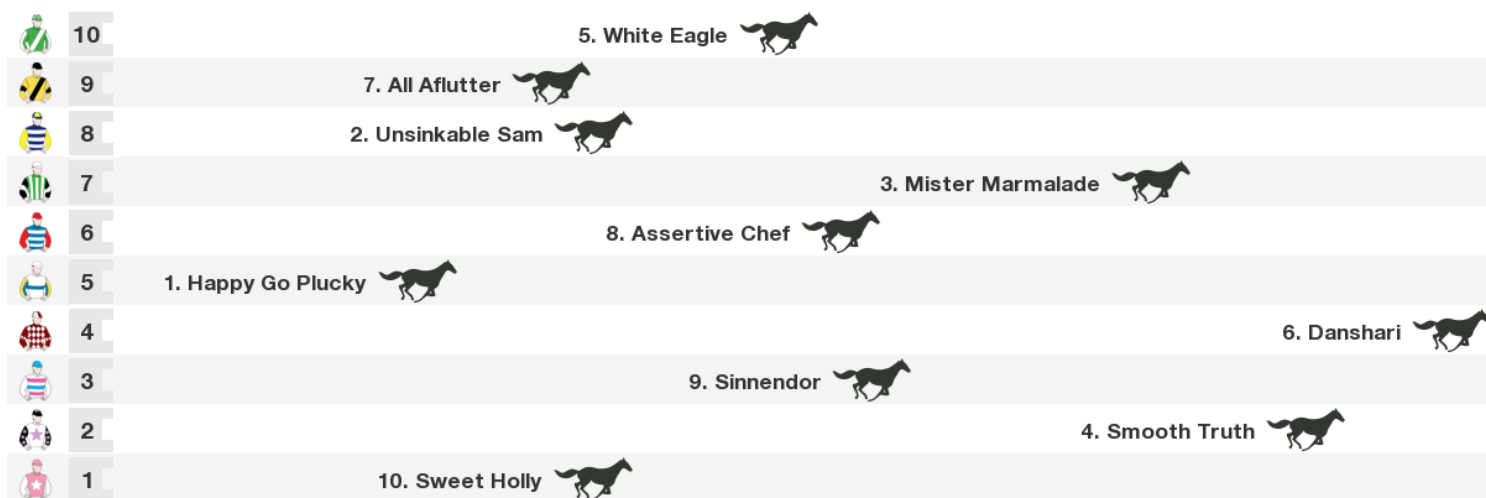 10 5. White Eagle
9 7. All Aflutter
8 2. Unsinkable Sam
7 3. Mister Marmalade
6 8. Assertive Chef
5 1. Happy Go Plucky
4 6. Danshari
3 9. Sinnendor
2 4. Smooth Truth
1 10. Sweet Holly